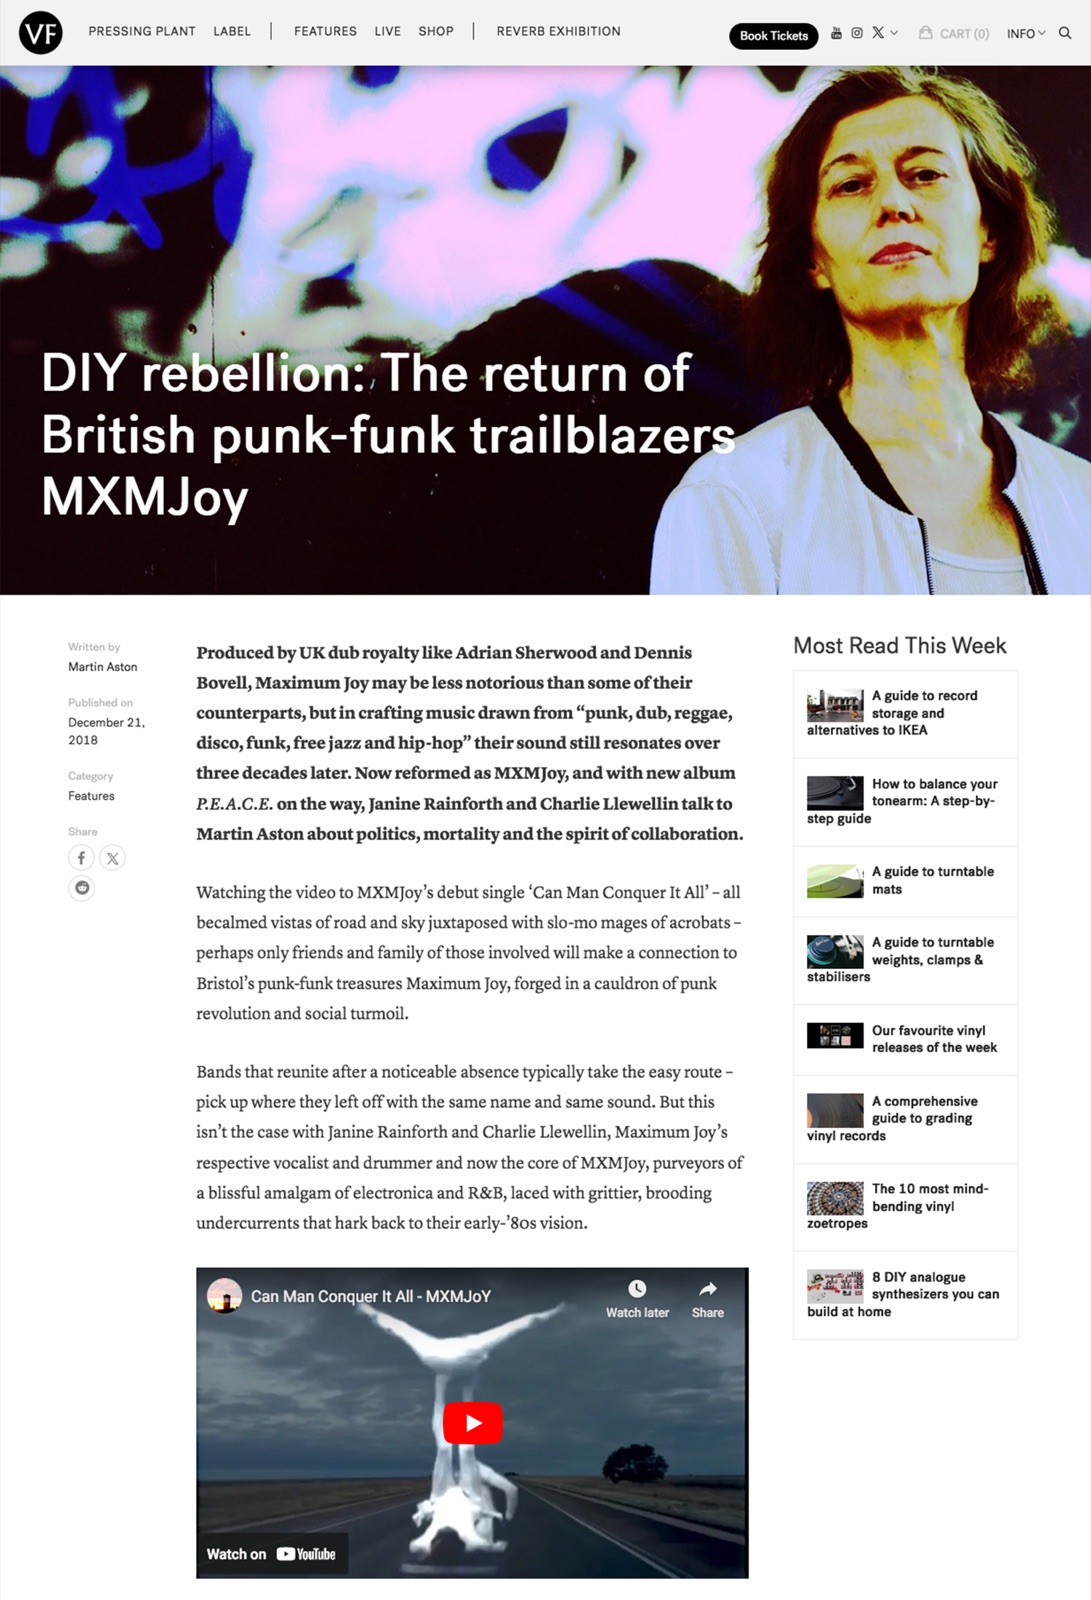 VF
PRESSING PLANT LABEL | FEATURES LIVE SHOP | REVERB EXHIBITION
Book Tickets
CART (0)
INFO
DIY rebellion: The return of
British punk-funk trailblazers
MXMJoy
Written by
Martin Aston
Published on
December 21,
2018
Category
Features
Share
Produced by UK dub royalty like Adrian Sherwood and Dennis
Bovell, Maximum Joy may be less notorious than some of their
counterparts, but in crafting music drawn from “punk, dub, reggae,
disco, funk, free jazz and hip-hop” their sound still resonates over
three decades later. Now reformed as MXMJoy, and with new album
P.E.A.C.E. on the way, Janine Rainforth and Charlie Llewellin talk to
Martin Aston about politics, mortality and the spirit of collaboration.
Watching the video to MXMJoy’s debut single ‘Can Man Conquer It All’ – all
becalmed vistas of road and sky juxtaposed with slo-mo mages of acrobats –
perhaps only friends and family of those involved will make a connection to
Bristol’s punk-funk treasures Maximum Joy, forged in a cauldron of punk
revolution and social turmoil.
Bands that reunite after a noticeable absence typically take the easy route –
pick up where they left off with the same name and same sound. But this
isn’t the case with Janine Rainforth and Charlie Llewellin, Maximum Joy’s
respective vocalist and drummer and now the core of MXMJoy, purveyors of
a blissful amalgam of electronica and R&B, laced with grittier, brooding
undercurrents that hark back to their early-’80s vision.
Can Man Conquer It All - MXMJoY
Watch later
Share
Watch on YouTube
Most Read This Week
A guide to record
storage and
alternatives to IKEA
How to balance your
tonearm: A step-by-
step guide
A guide to turntable
mats
A guide to turntable
weights, clamps &
stabilisers
Our favourite vinyl
releases of the week
A comprehensive
guide to grading
vinyl records
The 10 most mind-
bending vinyl
zoetropes
8 DIY analogue
synthesizers you can
build at home